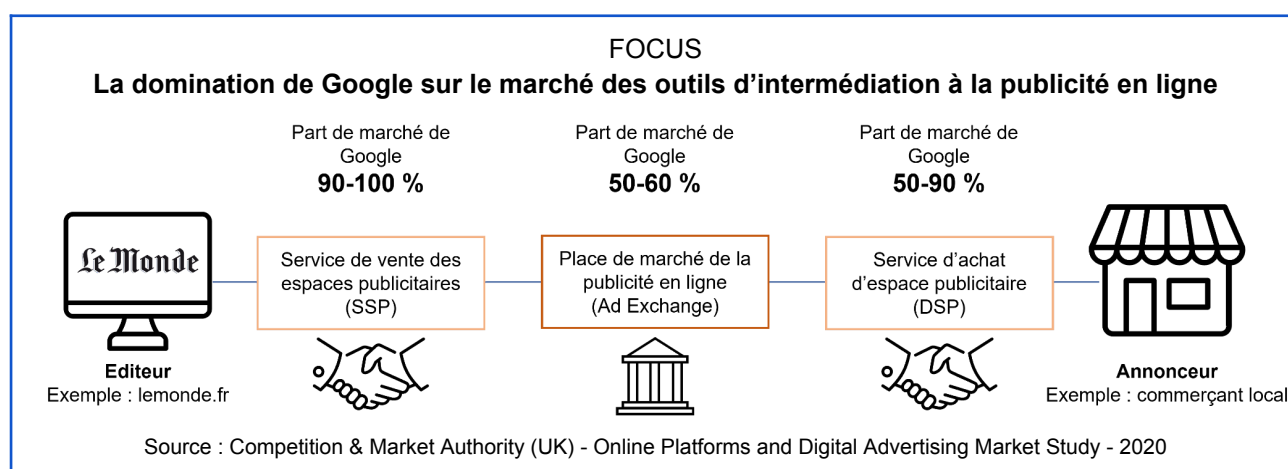 FOCUS
La domination de Google sur le marché des outils d’intermédiation à la publicité en ligne
Part de marché de
Google
90-100 %
Part de marché de
Google
50-60 %
Part de marché de
Google
50-90 %
Le Monde
Service de vente des
espaces publicitaires
(SSP)
Place de marché de la
publicité en ligne
(Ad Exchange)
Service d’achat
d’espace publicitaire
(DSP)
Editeur
Exemple : lemonde.fr
Annonceur
Exemple : commerçant local
Source : Competition & Market Authority (UK) - Online Platforms and Digital Advertising Market Study - 2020